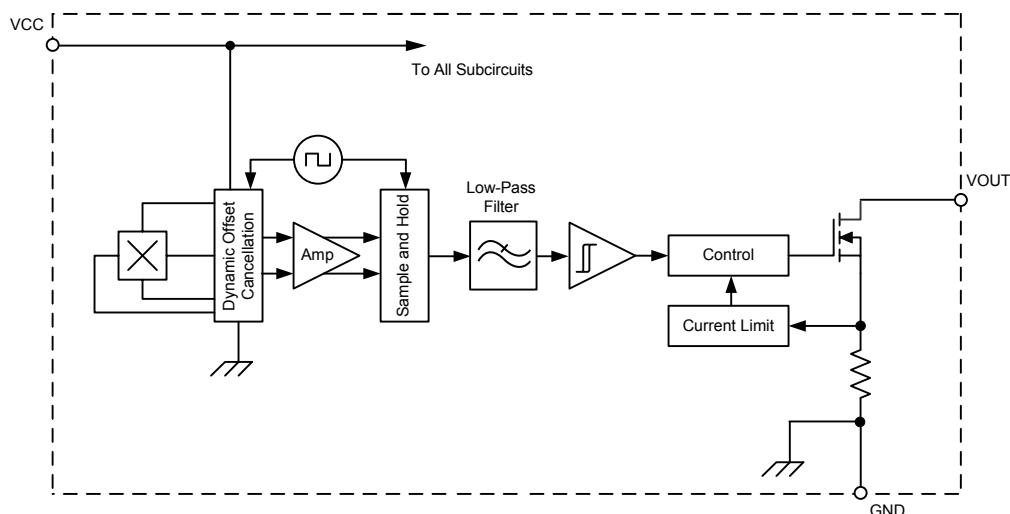 VCC
To All Subcircuits
Low-Pass
Filter
VOUT
Dynamic Offset
Cancellation
Amp
Sample and Hold
Control
Current Limit
GND